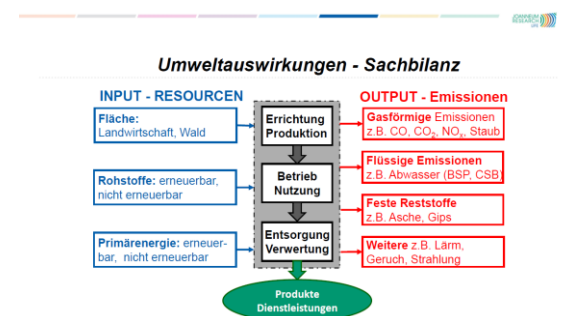 JOANNEUM
RESEARCH
Umweltauswirkungen - Sachbilanz
INPUT - RESOURCEN
OUTPUT - Emissionen
Fläche:
Landwirtschaft, Wald
Rohstoffe: erneuerbar,
nicht erneuerbar
Primärenergie: erneuer-
bar, nicht erneuerbar
Errichtung
Produktion
Betrieb
Nutzung
Entsorgung
Verwertung
Produkte
Dienstleistungen
Gasförmige Emissionen
z.B. CO, CO₂, NOₓ, Staub
Flüssige Emissionen
z.B. Abwasser (BSP, CSB)
Feste Reststoffe
z.B. Asche, Gips
Weitere z.B. Lärm,
Geruch, Strahlung